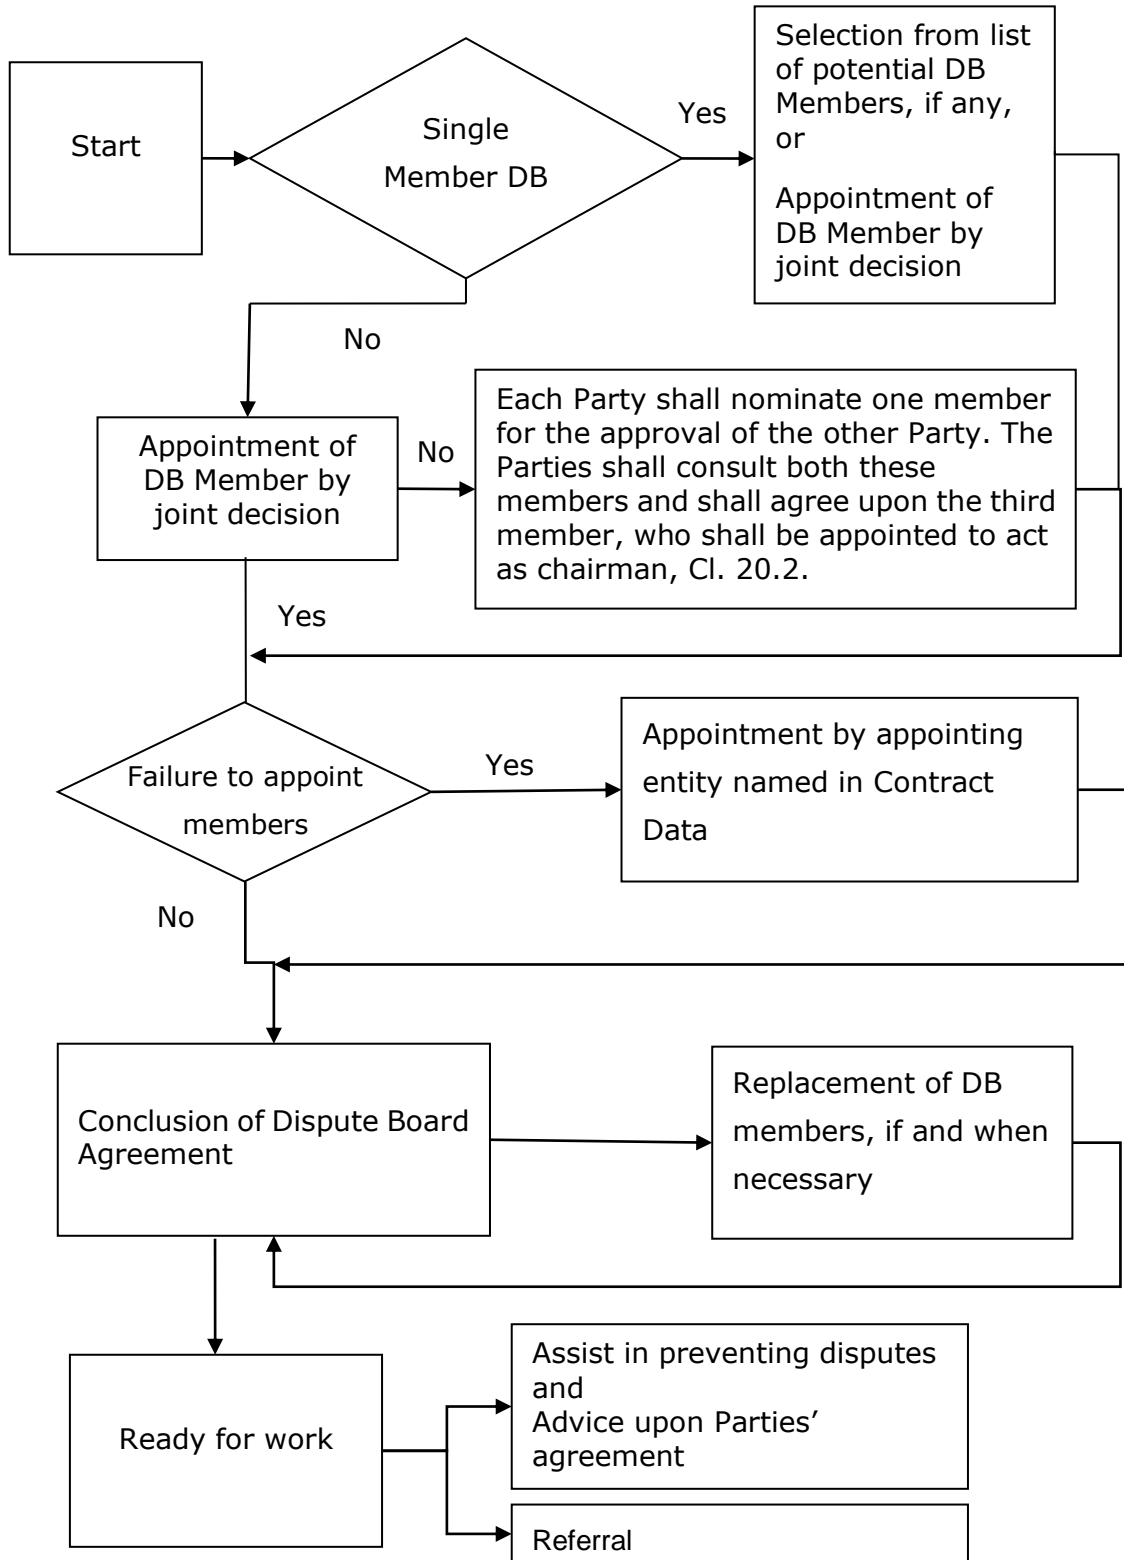 Start
Single
Member DB
Yes
Selection from list
of potential DB
Members, if any,
or
Appointment of
DB Member by
joint decision
No
Appointment of
DB Member by
joint decision
No
Each Party shall nominate one member
for the approval of the other Party. The
Parties shall consult both these
members and shall agree upon the third
member, who shall be appointed to act
as chairman, Cl. 20.2.
Yes
Failure to appoint
members
Yes
Appointment by appointing
entity named in Contract
Data
No
Conclusion of Dispute Board
Agreement
Replacement of DB
members, if and when
necessary
Ready for work
Assist in preventing disputes
and
Advice upon Parties’
agreement
Referral